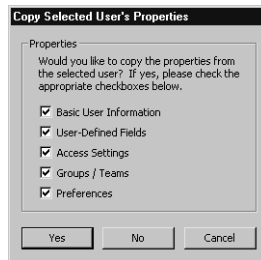 Copy Selected User's Properties
Properties
Would you like to copy the properties from
the selected user? If yes, please check the
appropriate checkboxes below.
Basic User Information
User-Defined Fields
Access Settings
Groups / Teams
Preferences
Yes
No
Cancel